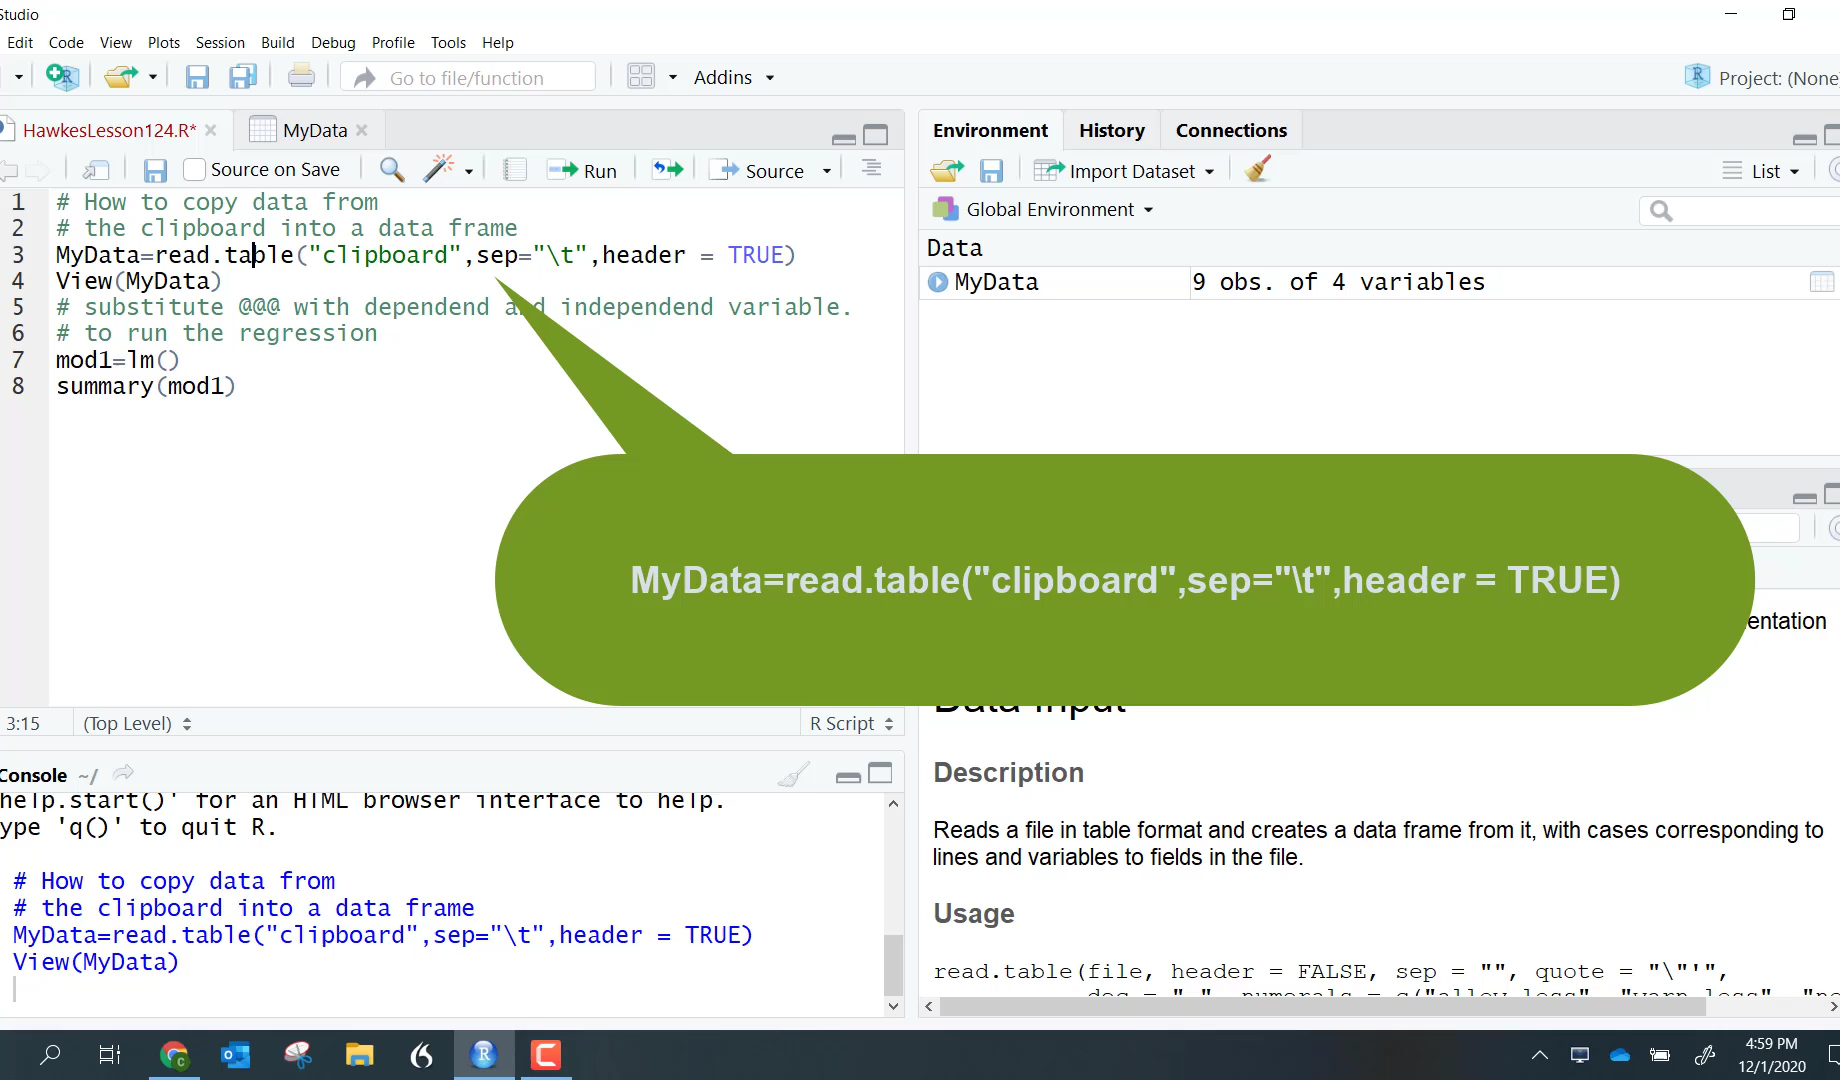 Studio
Edit Code View Plots Session Build Debug Profile Tools Help
Go to file/function
Addins
Project: (None
HawkesLesson124.R*
MyData
Source on Save
Run
Source
1 # How to copy data from
2 # the clipboard into a data frame
3 MyData=read.table("clipboard",sep="\t",header = TRUE)
4 View(MyData)
5 # substitute @@@ with dependend and independend variable.
6 # to run the regression
7 mod1=lm()
8 summary(mod1)
3:15 (Top Level) R Script
Environment History Connections
Import Dataset
List
Global Environment
Data
MyData 9 obs. of 4 variables
MyData=read.table("clipboard",sep="\t",header = TRUE)
entation
Data Input
Description
Reads a file in table format and creates a data frame from it, with cases corresponding to
lines and variables to fields in the file.
Usage
read.table(file, header = FALSE, sep = "", quote = "\"'",
Console ~/
help.start()' for an HTML browser interface to help.
ype 'q()' to quit R.
# How to copy data from
# the clipboard into a data frame
MyData=read.table("clipboard",sep="\t",header = TRUE)
View(MyData)
4:59 PM
12/1/2020